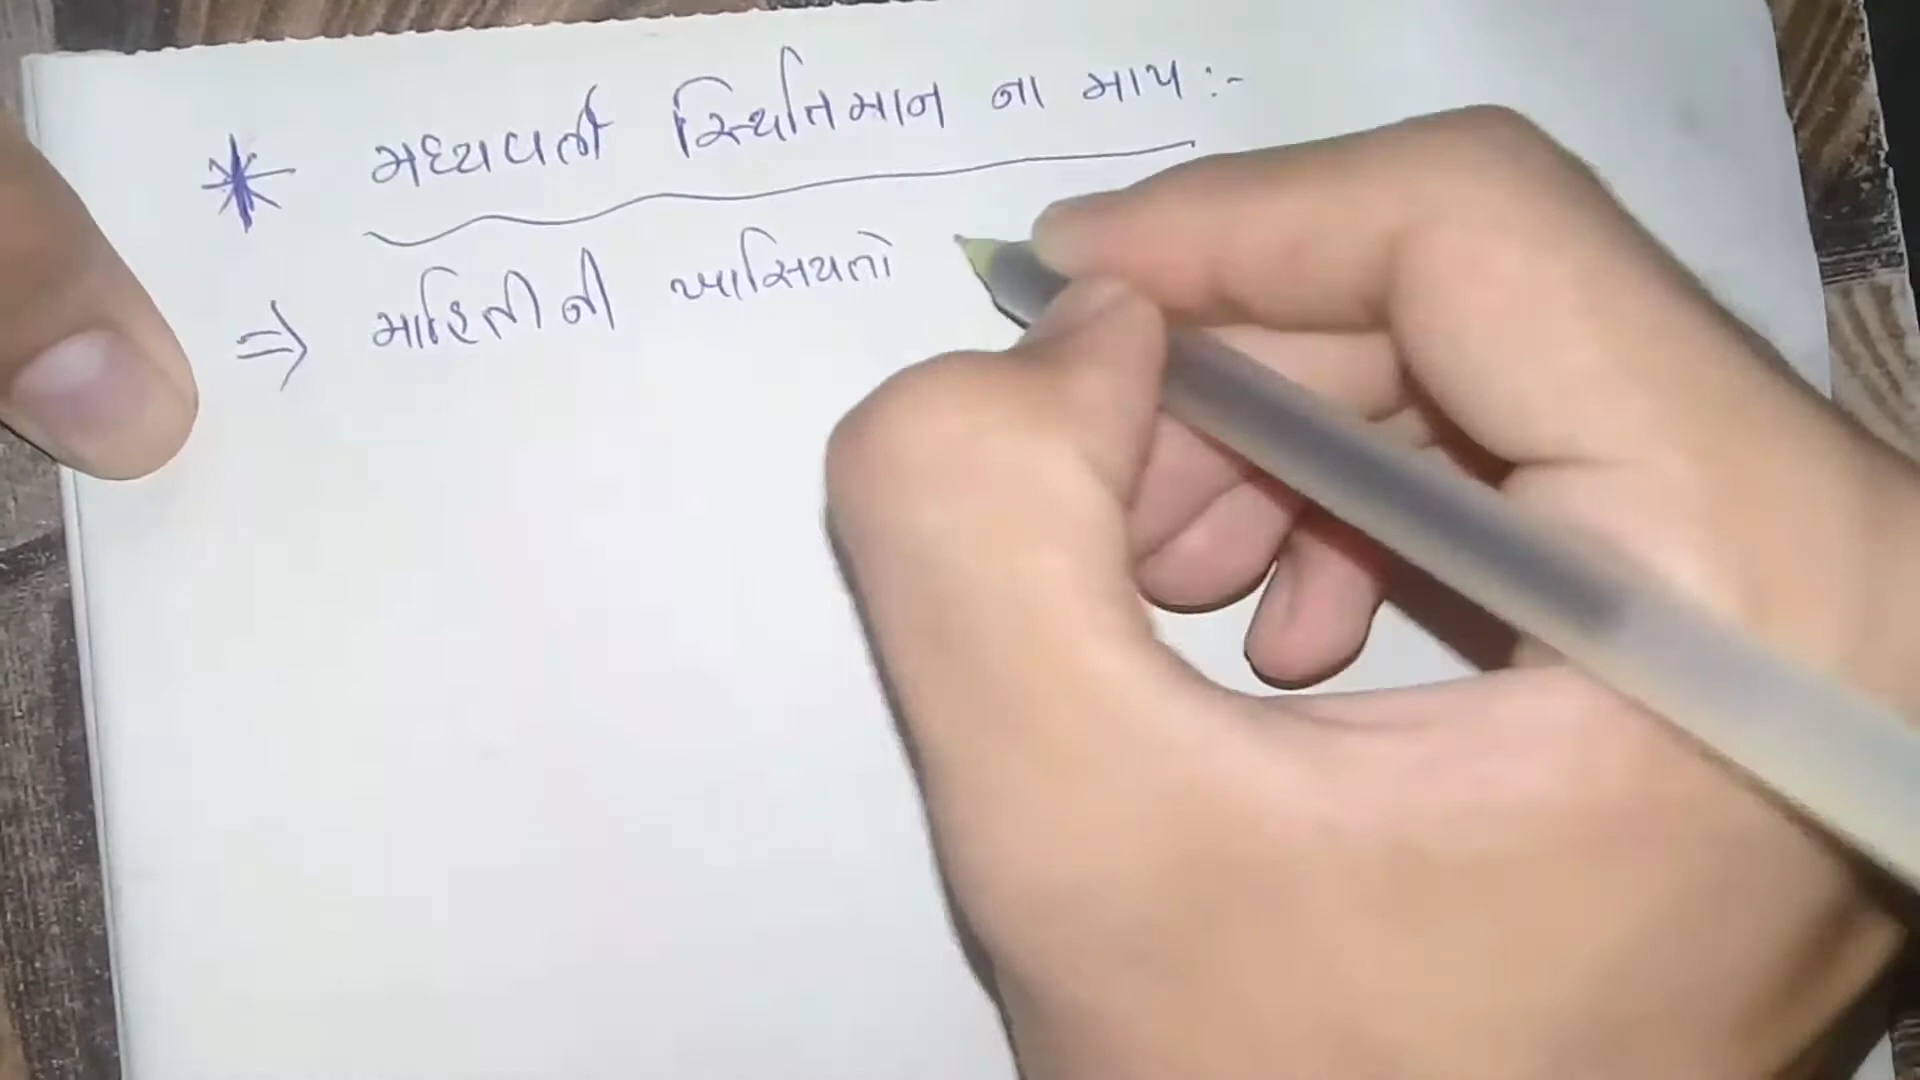 * મધ્યવર્તી સ્થિતિમાન ના માપ :-
⇒ માહિતીની ખાસિયતો